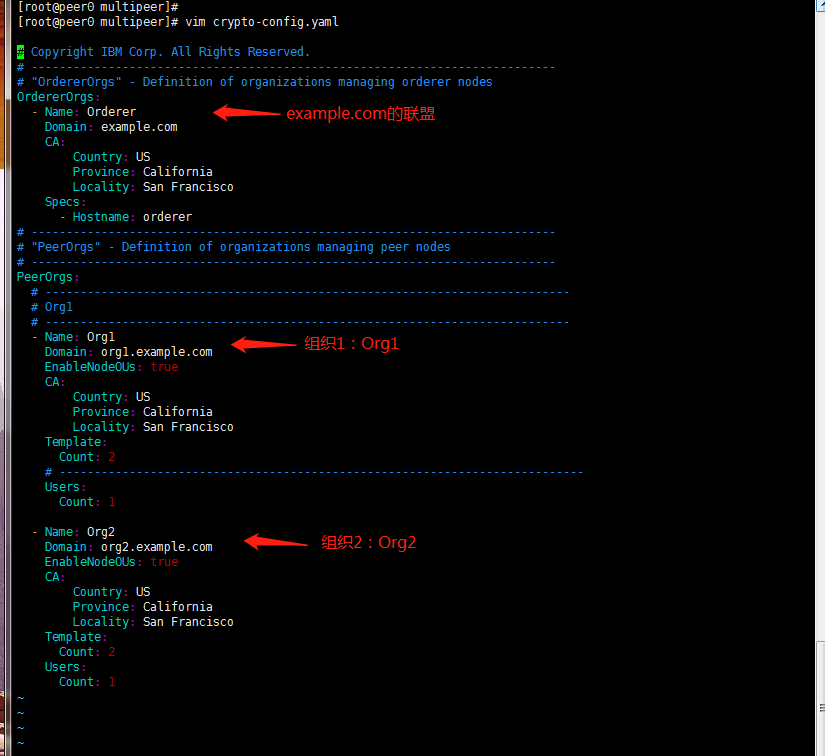 [root@peer0 multipeer]#
[root@peer0 multipeer]# vim crypto-config.yaml
# Copyright IBM Corp. All Rights Reserved.
# ---------------------------------------------------------------------------
# "OrdererOrgs" - Definition of organizations managing orderer nodes
OrdererOrgs:
  - Name: Orderer
example.com的联盟
    Domain: example.com
    CA:
        Country: US
        Province: California
        Locality: San Francisco
    Specs:
      - Hostname: orderer
# ---------------------------------------------------------------------------
# "PeerOrgs" - Definition of organizations managing peer nodes
# ---------------------------------------------------------------------------
PeerOrgs:
  # ---------------------------------------------------------------------------
  # Org1
  # ---------------------------------------------------------------------------
  - Name: Org1
组织1：Org1
    Domain: org1.example.com
    EnableNodeOUs: true
    CA:
        Country: US
        Province: California
        Locality: San Francisco
    Template:
      Count: 2
    # ---------------------------------------------------------------------------
    Users:
      Count: 1
  - Name: Org2
组织2：Org2
    Domain: org2.example.com
    EnableNodeOUs: true
    CA:
        Country: US
        Province: California
        Locality: San Francisco
    Template:
      Count: 2
    Users:
      Count: 1
~
~
~
~